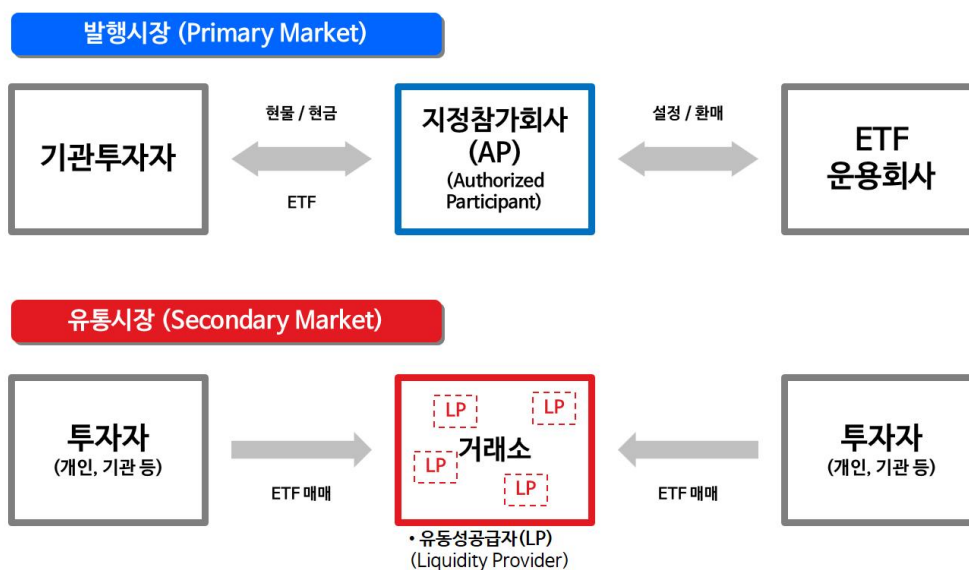 발행시장 (Primary Market)
기관투자자
현물 / 현금
ETF
지정참가회사
(AP)
(Authorized
Participant)
설정 / 환매
ETF
운용회사
유통시장 (Secondary Market)
투자자
(개인, 기관 등)
ETF 매매
LP
LP
거래소
LP
LP
ETF 매매
투자자
(개인, 기관 등)
• 유동성공급자(LP)
(Liquidity Provider)